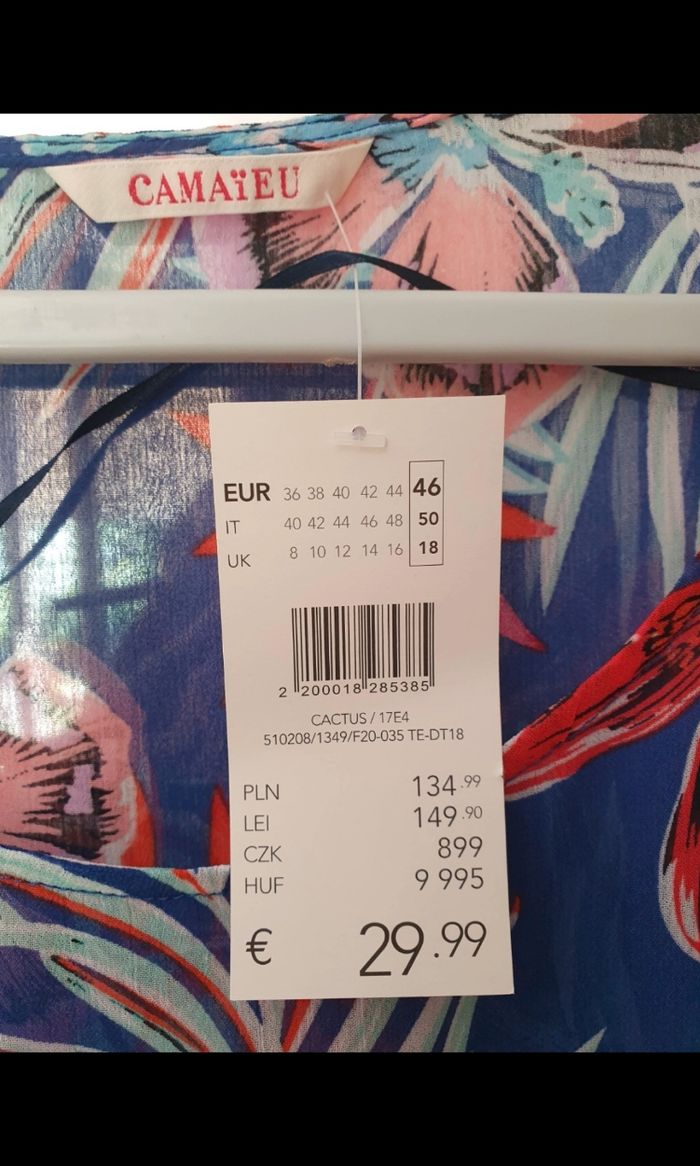 CAMAïEU
EUR 36 38 40 42 44 46
IT 40 42 44 46 48 50
UK 8 10 12 14 16 18
2 200018 285385
CACTUS / 17E4
510208/1349/F20-035 TE-DT18
PLN 134.99
LEI 149.90
CZK 899
HUF 9 995
€ 29.99